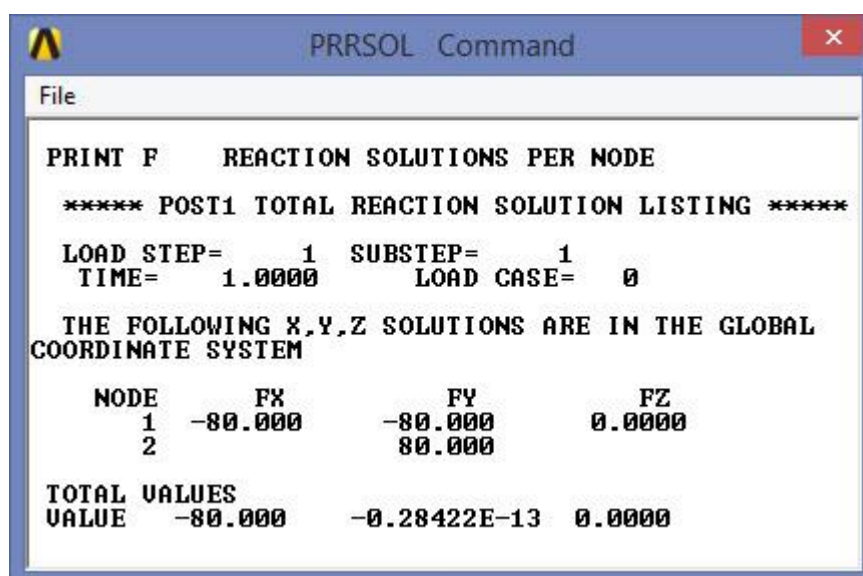 PRRSOL Command
File
PRINT F REACTION SOLUTIONS PER NODE
***** POST1 TOTAL REACTION SOLUTION LISTING *****
LOAD STEP= 1 SUBSTEP= 1
TIME= 1.0000 LOAD CASE= 0
THE FOLLOWING X,Y,Z SOLUTIONS ARE IN THE GLOBAL
COORDINATE SYSTEM
NODE FX FY FZ
1 -80.000 -80.000 0.0000
2 80.000
TOTAL VALUES
VALUE -80.000 -0.28422E-13 0.0000